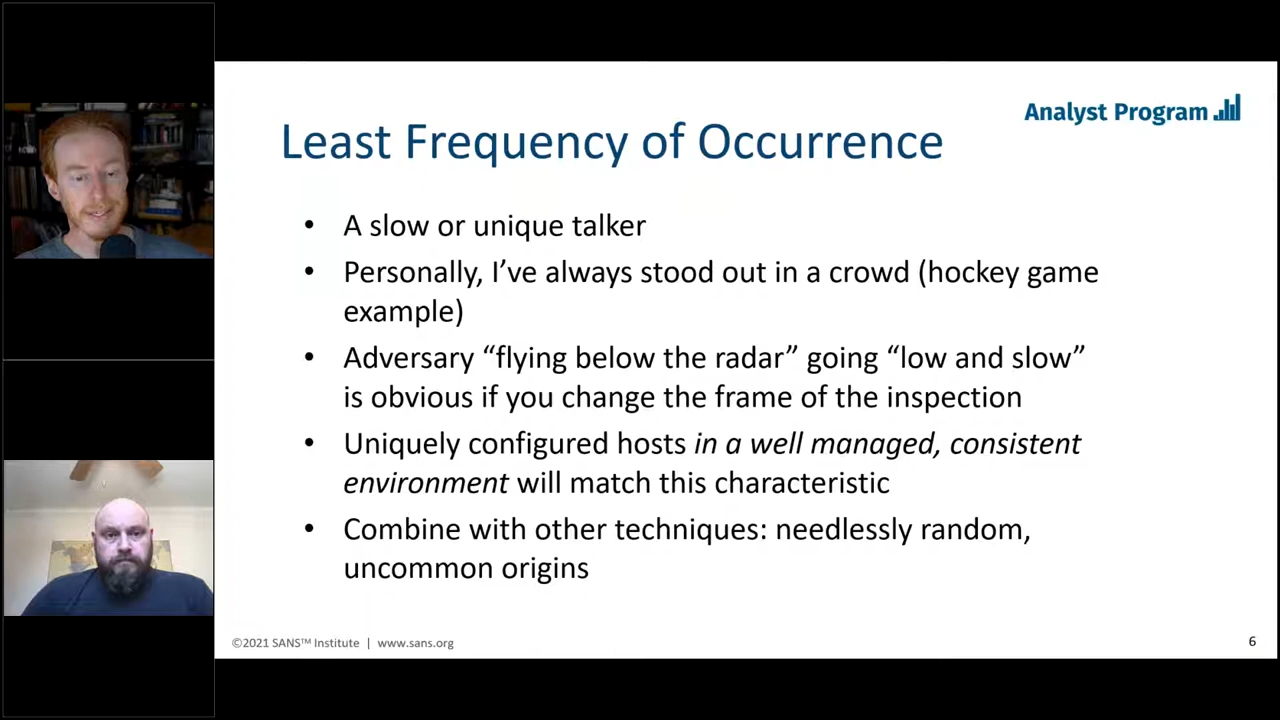 Analyst Program
Least Frequency of Occurrence
• A slow or unique talker
• Personally, I’ve always stood out in a crowd (hockey game
example)
• Adversary “flying below the radar” going “low and slow”
is obvious if you change the frame of the inspection
• Uniquely configured hosts in a well managed, consistent
environment will match this characteristic
• Combine with other techniques: needlessly random,
uncommon origins
©2021 SANS™ Institute | www.sans.org
6